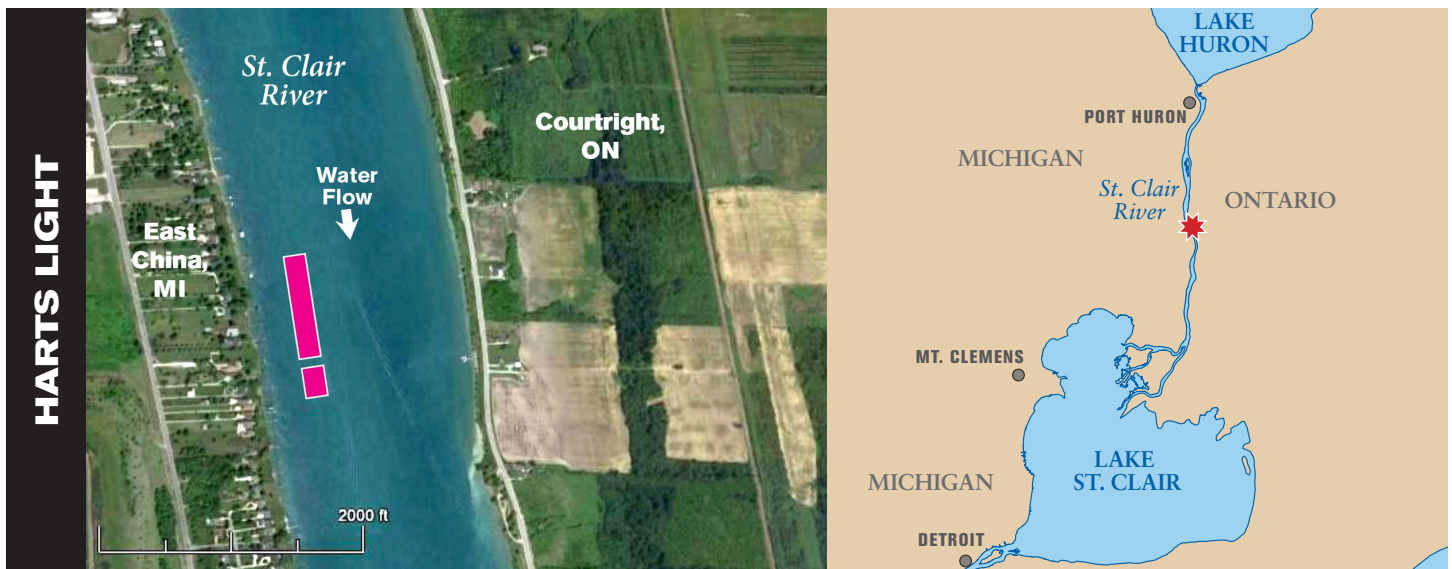 HARTS LIGHT
St. Clair
River
Water
Flow
East
China,
MI
Courtright,
ON
2000 ft
LAKE
HURON
PORT HURON
MICHIGAN
St. Clair
River
ONTARIO
MT. CLEMENS
LAKE
ST. CLAIR
MICHIGAN
DETROIT